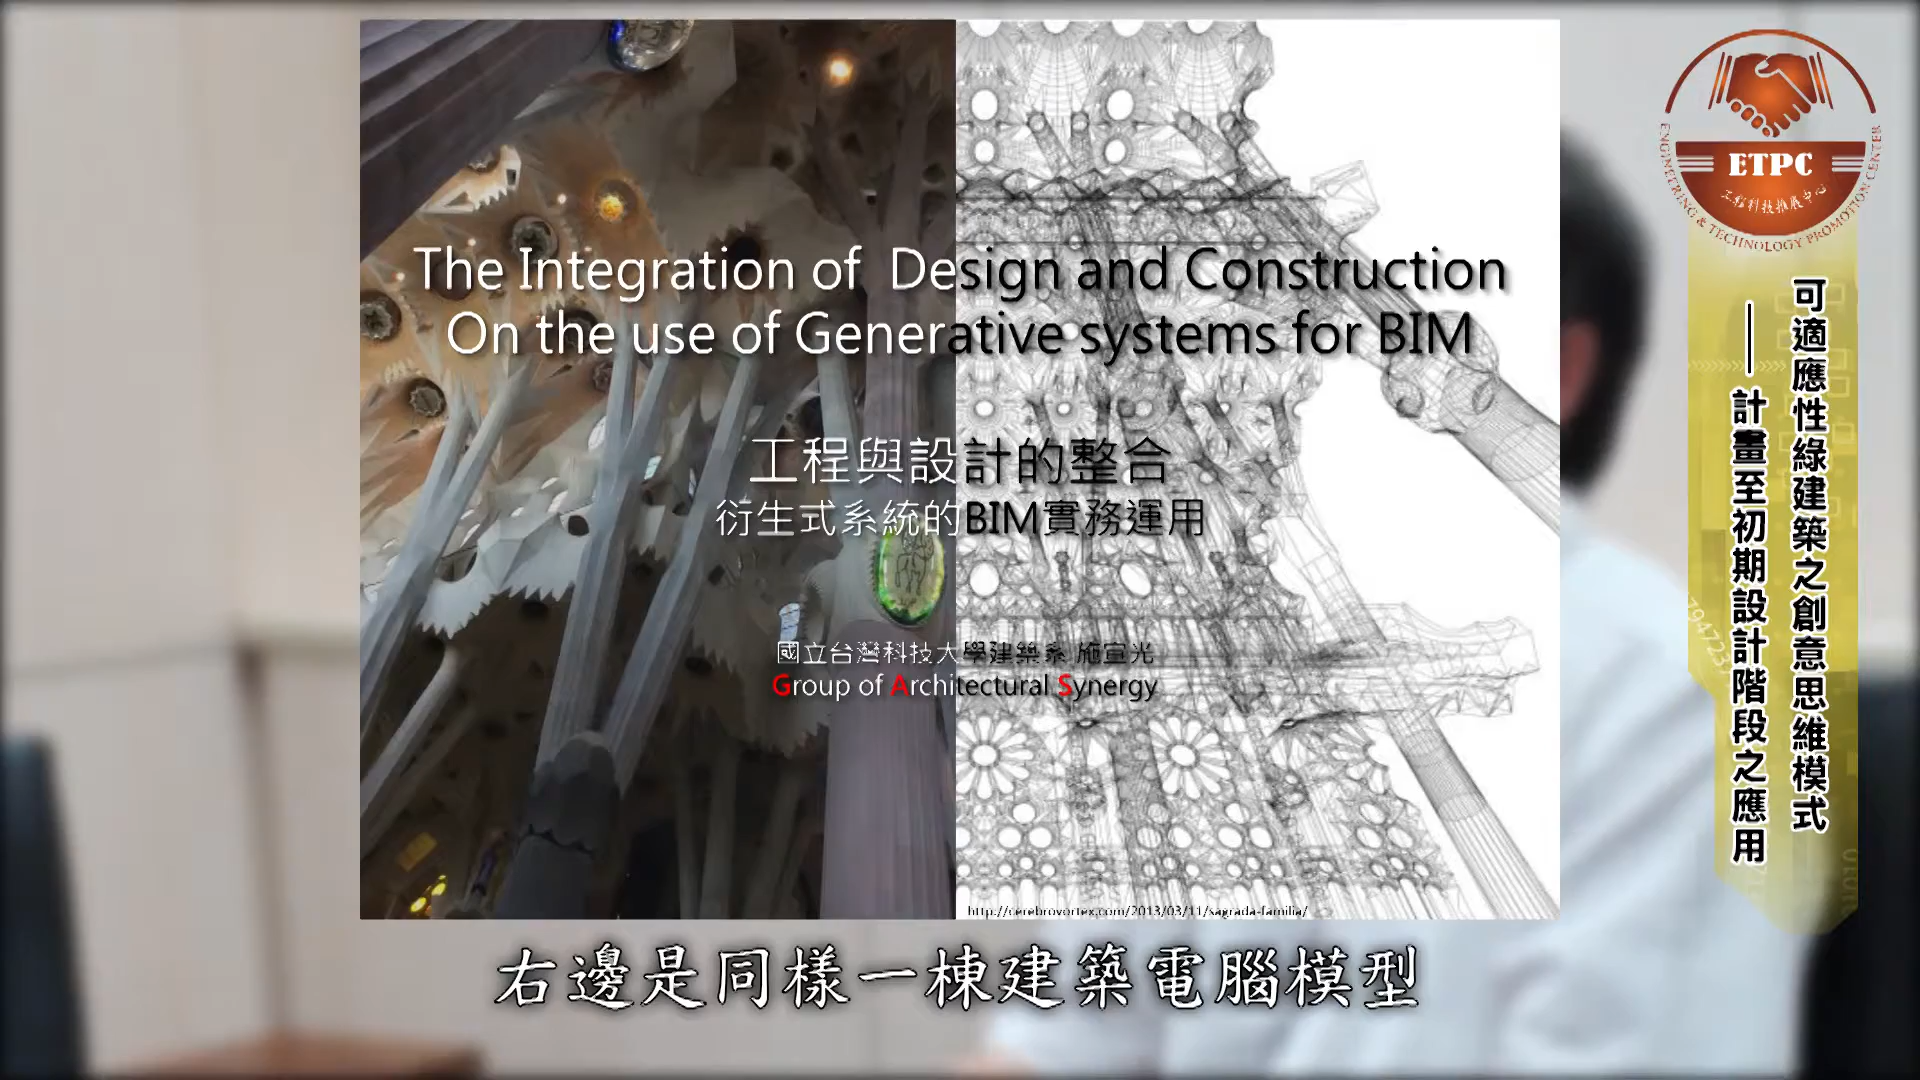 The Integration of Design and Construction
On the use of Generative systems for BIM
工程與設計的整合
衍生式系統的BIM實務運用
國立台灣科技大學建築系 施宣光
Group of Architectural Synergy
http://cerebrovortex.com/2013/03/11/sagrada-familia/
右邊是同樣一棟建築電腦模型
ETPC
工程科技推展中心
ENGINEERING & TECHNOLOGY PROMOTION CENTER
可適應性綠建築之創意思維模式
——計畫至初期設計階段之應用